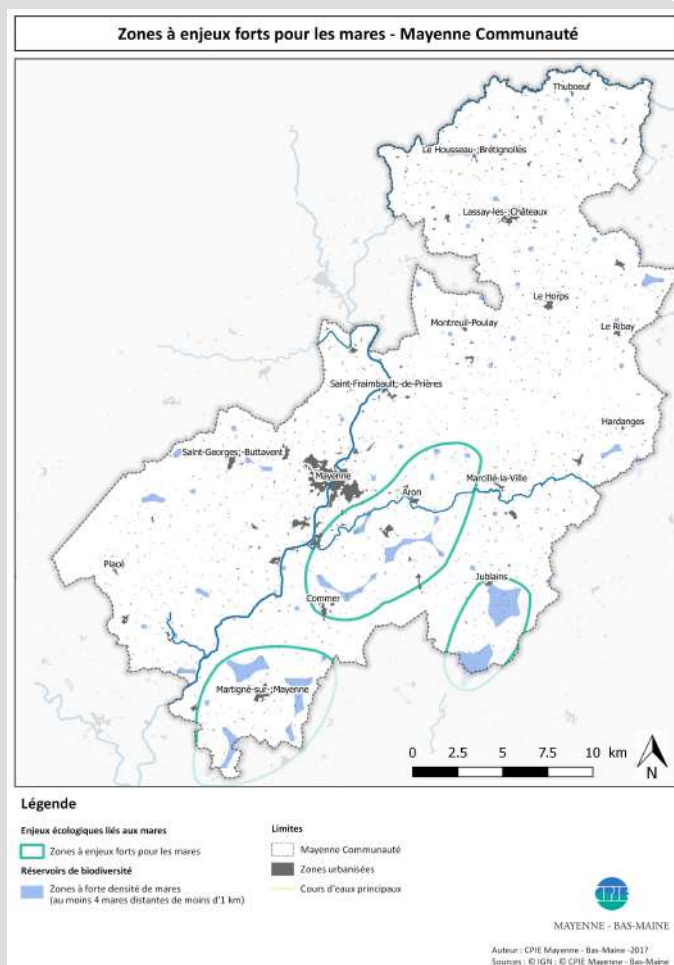 Zones à enjeux forts pour les mares - Mayenne Communauté
Thuboeuf
Le Housseau-;Brétignolles
Lassay-les-;Châteaux
Le Horps
Montreuil-Poulay
Le Ribay
Saint-Fraimbault;-de-Prières
Hardanges
Saint-Georges;-Buttavent
Mayenne
Marcillé-la-Ville
Aron
Placé
Jublains
Commer
Martigné-sur-;Mayenne
0 2.5 5 7.5 10 km
N
Légende
Enjeux écologiques liés aux mares
Zones à enjeux forts pour les mares
Réservoirs de biodiversité
Zones à forte densité de mares
(au moins 4 mares distantes de moins d'1 km)
Limites
Mayenne Communauté
Zones urbanisées
Cours d'eaux principaux
CPIE
MAYENNE - BAS-MAINE
Auteur : CPIE Mayenne - Bas-Maine -2017
Sources : © IGN ; © CPIE Mayenne - Bas-Maine